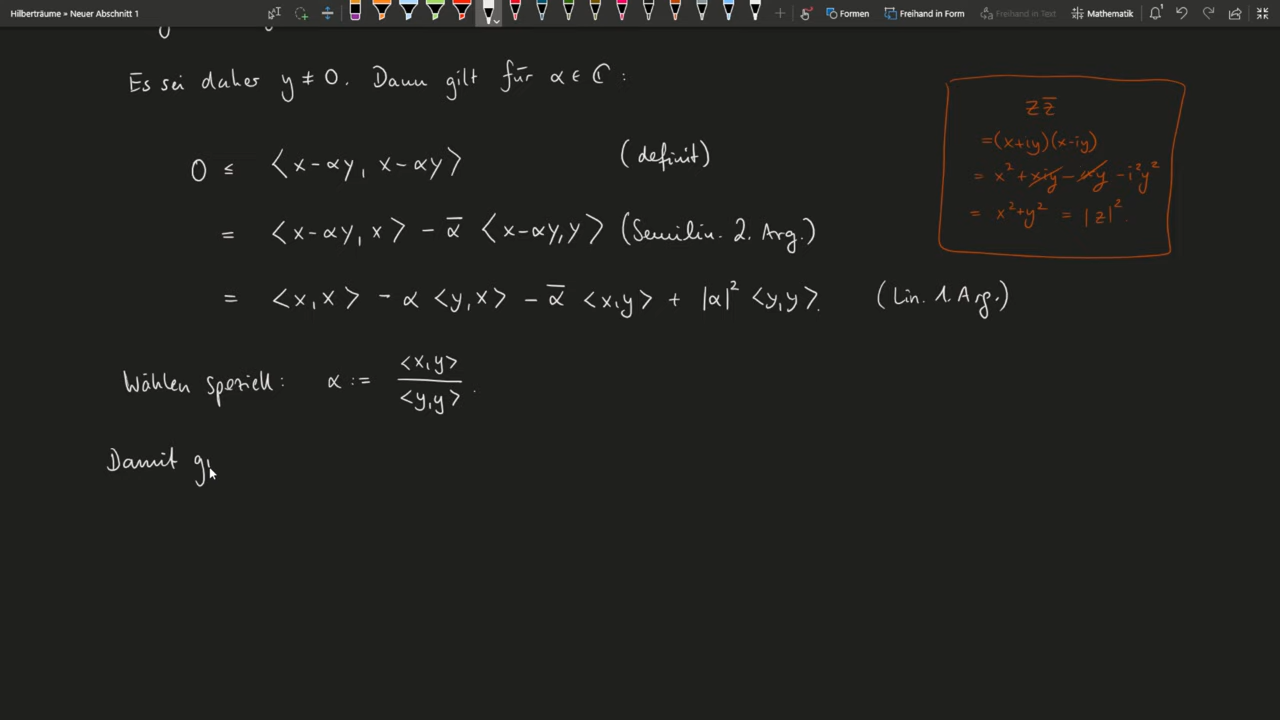 Hilberträume » Neuer Abschnitt 1
Formen
Freihand in Form
Freihand in Text
Mathematik
Es sei daher y ≠ 0. Dann gilt für α ∈ ℂ :
0 ≤ <x-αy, x-αy> (definit)
= <x-αy, x> - ᾱ <x-αy, y> (Semilin. 2. Arg.)
= <x,x> - α <y,x> - ᾱ <x,y> + |α|² <y,y>. (Lin. 1. Arg.)
Wählen speziell: α := <x,y> / <y,y> .
Damit gi
z z̄
= (x+iy)(x-iy)
= x² + xiy - ixy - i²y²
= x²+y² = |z|².